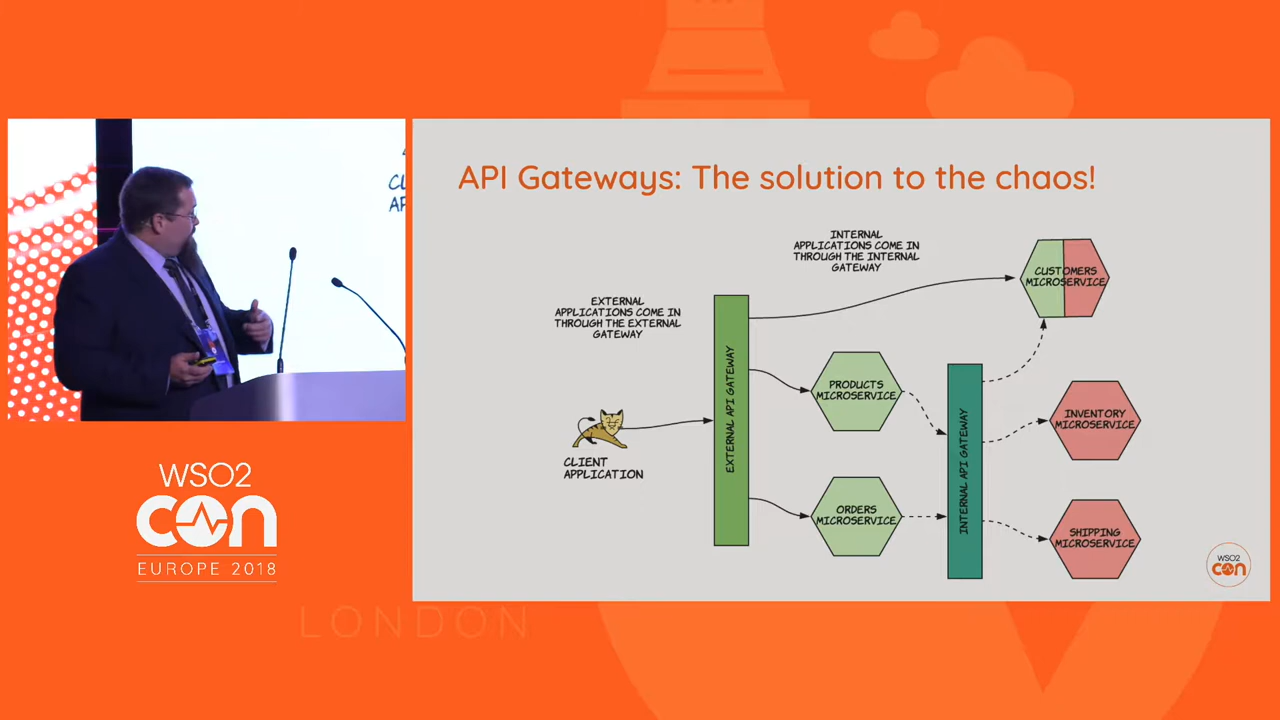 CL
AP
WSO2
CON
EUROPE 2018
LONDON
API Gateways: The solution to the chaos!
INTERNAL
APPLICATIONS COME IN
THROUGH THE INTERNAL
GATEWAY
EXTERNAL
APPLICATIONS COME IN
THROUGH THE EXTERNAL
GATEWAY
CLIENT
APPLICATION
EXTERNAL API GATEWAY
PRODUCTS
MICROSERVICE
ORDERS
MICROSERVICE
INTERNAL API GATEWAY
CUSTOMERS
MICROSERVICE
INVENTORY
MICROSERVICE
SHIPPING
MICROSERVICE
WSO2
CON